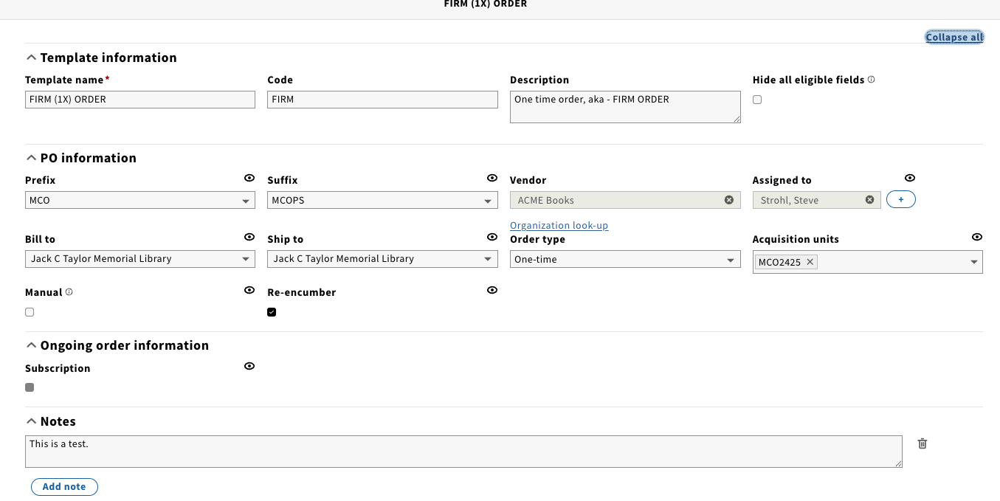 FIRM (1X) ORDER
Collapse all
Template information
Template name*
Code
Description
Hide all eligible fields
FIRM (1X) ORDER
FIRM
One time order, aka - FIRM ORDER
PO information
Prefix
Suffix
Vendor
Assigned to
MCO
MCOPS
ACME Books
Strohl, Steve
+
Organization look-up
Bill to
Ship to
Order type
Acquisition units
Jack C Taylor Memorial Library
Jack C Taylor Memorial Library
One-time
MCO2425
Manual
Re-encumber
Ongoing order information
Subscription
Notes
This is a test.
Add note